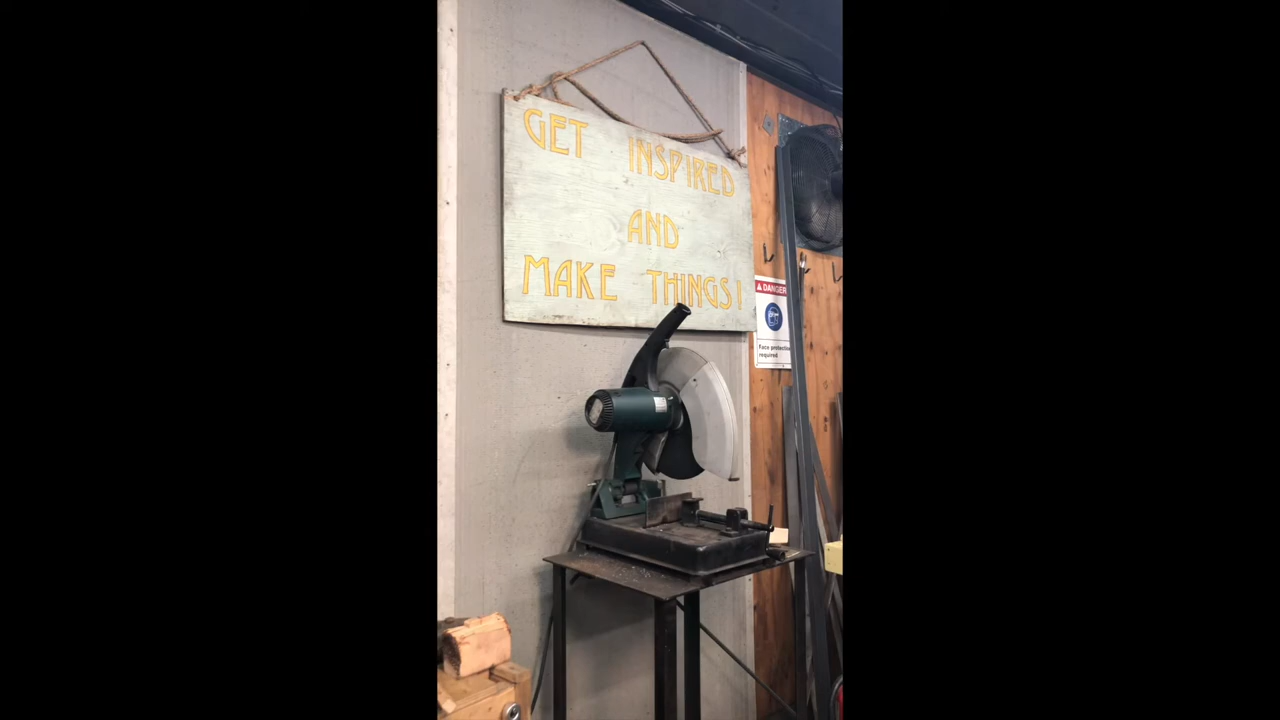 GET INSPIRED
AND
MAKE THINGS!
DANGER
Face protection
required